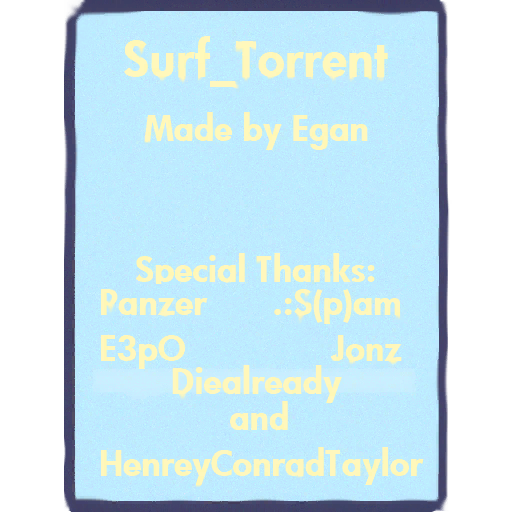 Surf_Torrent
Made by Egan
Special Thanks:
Panzer .:S(p)am
E3pO Jonz
Diealready
and
HenreyConradTaylor